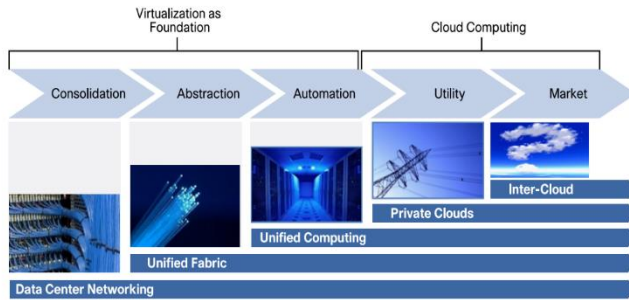 Virtualization as
Foundation
Cloud Computing
Consolidation
Abstraction
Automation
Utility
Market
Inter-Cloud
Private Clouds
Unified Computing
Unified Fabric
Data Center Networking